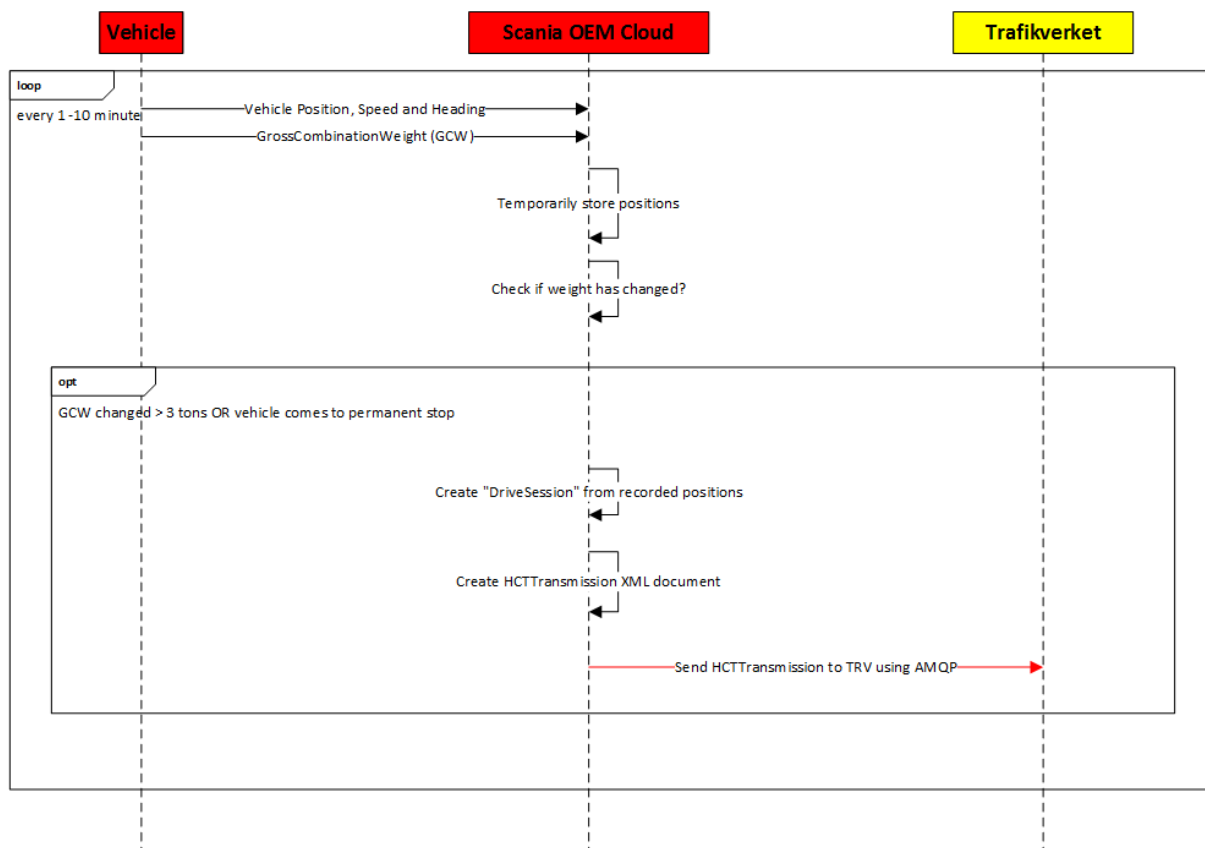 Vehicle
Scania OEM Cloud
Trafikverket
loop
every 1-10 minute
Vehicle Position, Speed and Heading
GrossCombinationWeight (GCW)
Temporarily store positions
Check if weight has changed?
opt
GCW changed > 3 tons OR vehicle comes to permanent stop
Create "DriveSession" from recorded positions
Create HCTTransmission XML document
Send HCTTransmission to TRV using AMQP